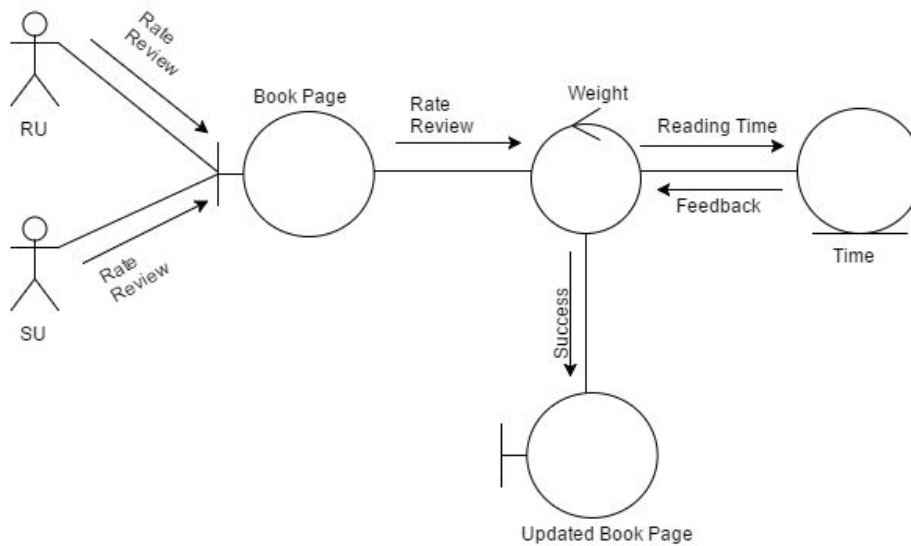 Rate
Review
RU
Book Page
Rate
Review
Weight
Reading Time
Feedback
Time
Rate
Review
SU
Success
Updated Book Page